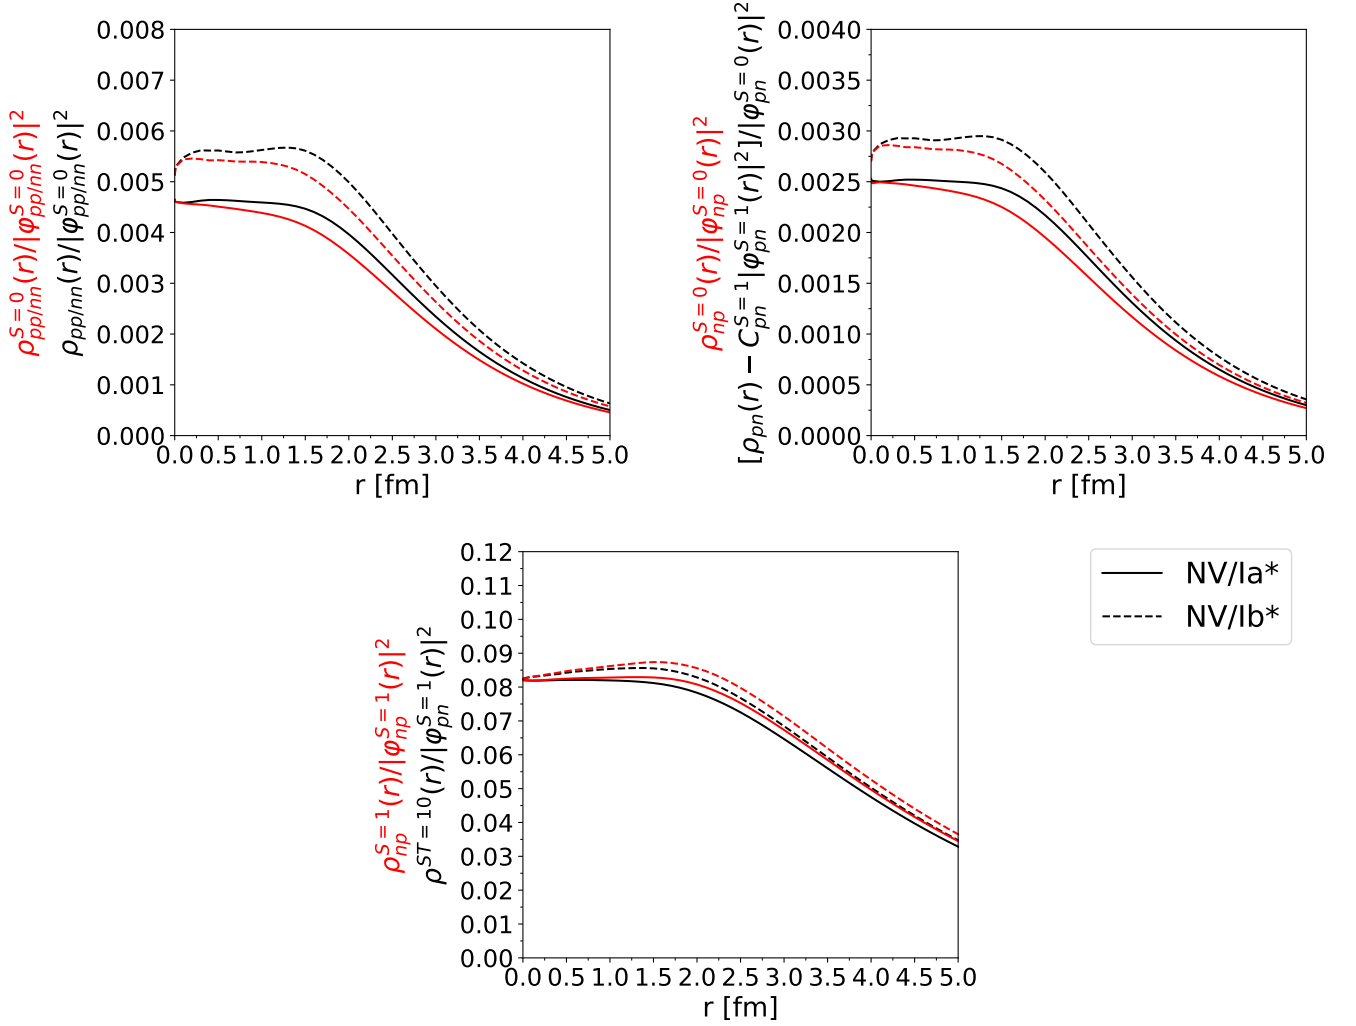 ρ^{S=0}_{pp/nn}(r)/|φ^{S=0}_{pp/nn}(r)|^2
ρ_{pp/nn}(r)/|φ^{S=0}_{pp/nn}(r)|^2
0.008
0.007
0.006
0.005
0.004
0.003
0.002
0.001
0.000
0.0 0.5 1.0 1.5 2.0 2.5 3.0 3.5 4.0 4.5 5.0
r [fm]
ρ^{S=0}_{np}(r)/|φ^{S=0}_{np}(r)|^2
[ρ_{pn}(r) − C^{S=1}_{pn}|φ^{S=1}_{pn}(r)|^2]/|φ^{S=0}_{pn}(r)|^2
0.0040
0.0035
0.0030
0.0025
0.0020
0.0015
0.0010
0.0005
0.0000
0.0 0.5 1.0 1.5 2.0 2.5 3.0 3.5 4.0 4.5 5.0
r [fm]
ρ^{S=1}_{np}(r)/|φ^{S=1}_{np}(r)|^2
ρ^{ST=10}(r)/|φ^{S=1}_{pn}(r)|^2
0.12
0.11
0.10
0.09
0.08
0.07
0.06
0.05
0.04
0.03
0.02
0.01
0.00
0.0 0.5 1.0 1.5 2.0 2.5 3.0 3.5 4.0 4.5 5.0
r [fm]
NV/Ia*
NV/Ib*